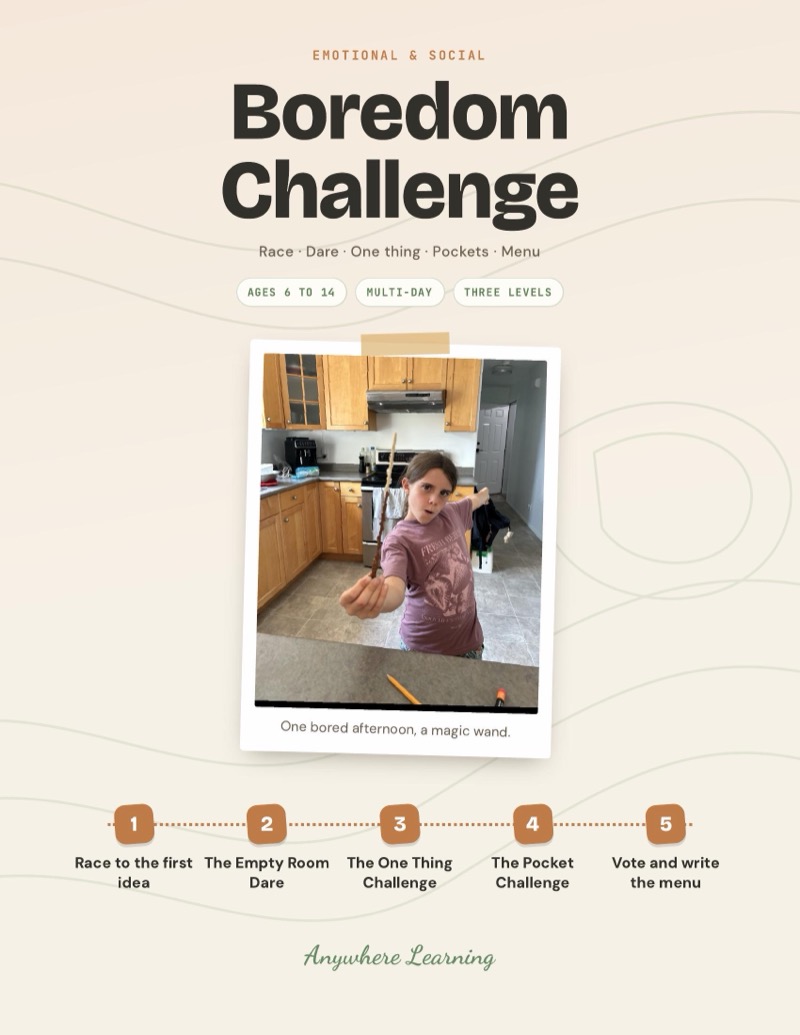 EMOTIONAL & SOCIAL
Boredom
Challenge
Race · Dare · One thing · Pockets · Menu
AGES 6 TO 14
MULTI-DAY
THREE LEVELS
One bored afternoon, a magic wand.
1
2
3
4
5
Race to the first
idea
The Empty Room
Dare
The One Thing
Challenge
The Pocket
Challenge
Vote and write
the menu
Anywhere Learning